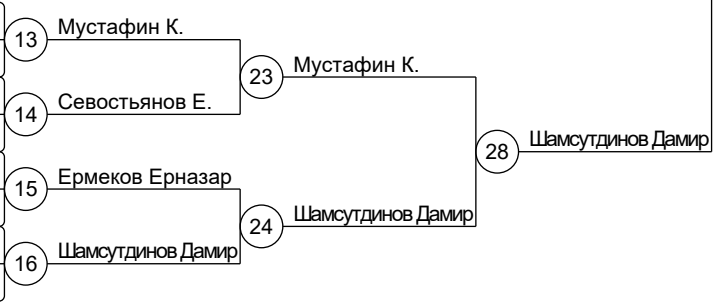 13 Мустафин К.
23 Мустафин К.
14 Севостьянов Е.
28 Шамсутдинов Дамир
15 Ермеков Ерназар
24 Шамсутдинов Дамир
16 Шамсутдинов Дамир